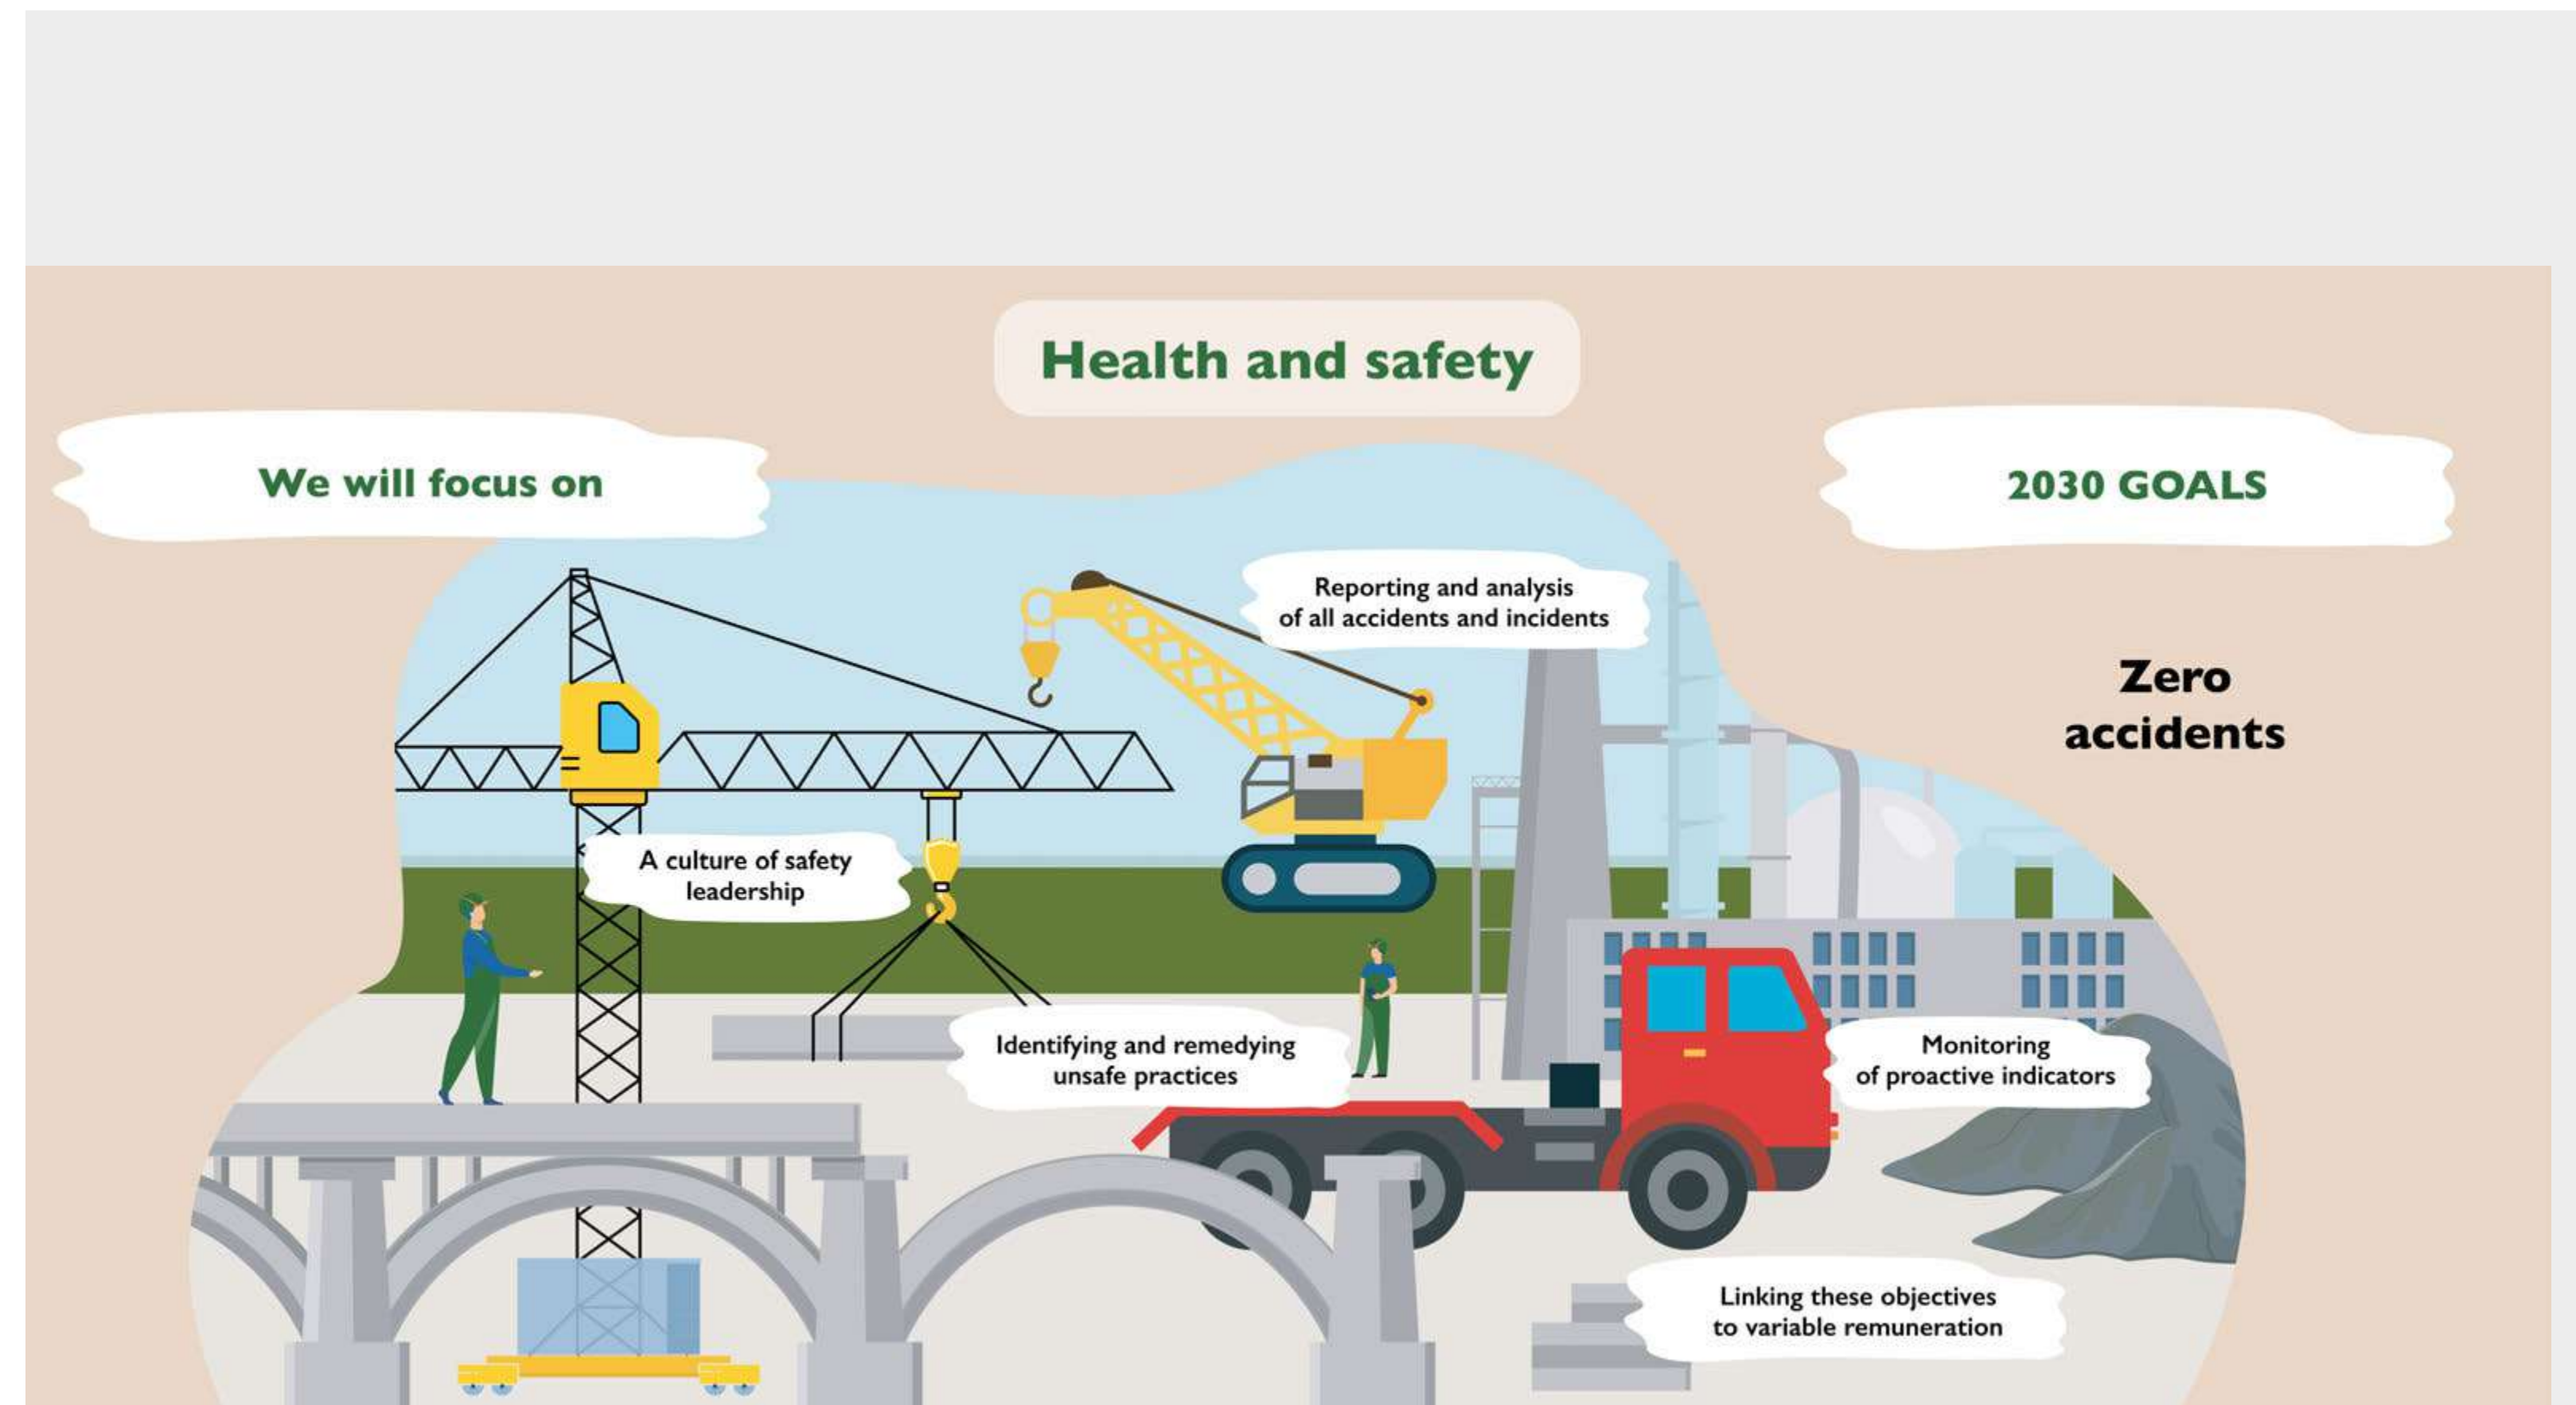 Health and safety
We will focus on
2030 GOALS
Reporting and analysis
of all accidents and incidents
Zero
accidents
A culture of safety
leadership
Identifying and remedying
unsafe practices
Monitoring
of proactive indicators
Linking these objectives
to variable remuneration